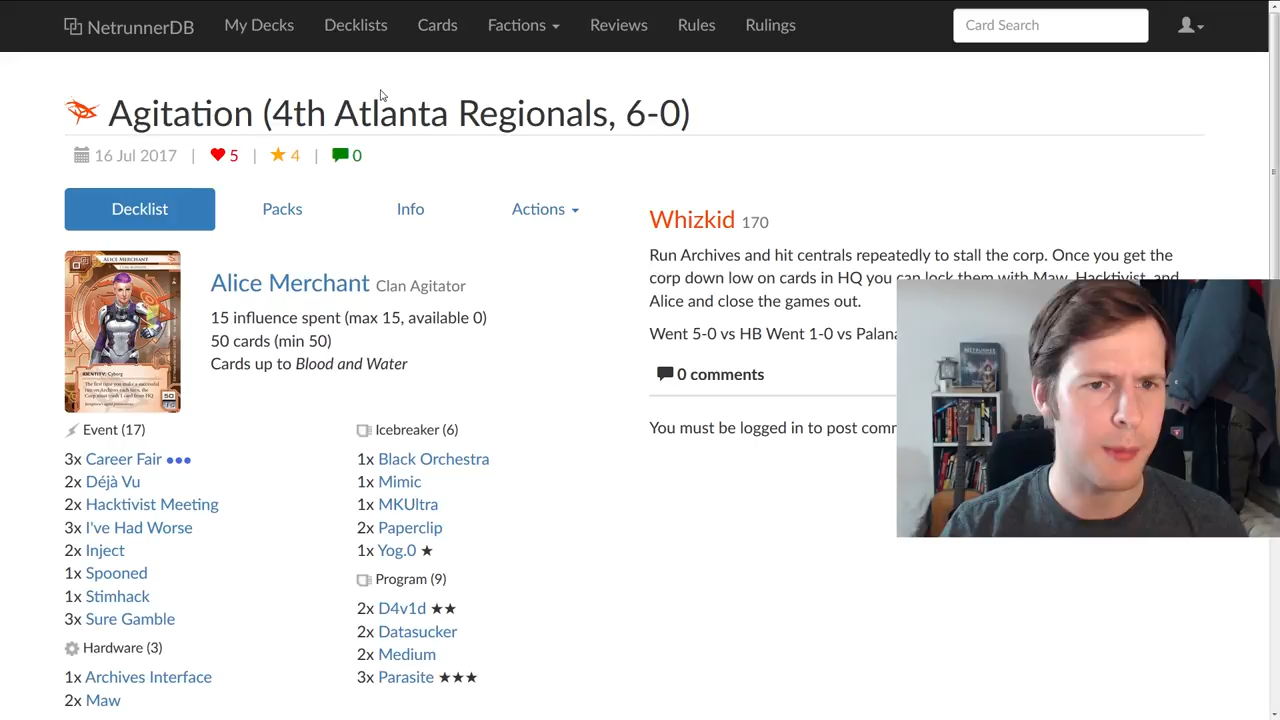 NetrunnerDB My Decks Decklists Cards Factions Reviews Rules Rulings Card Search
Agitation (4th Atlanta Regionals, 6-0)
16 Jul 2017 | 5 | 4 | 0
Decklist Packs Info Actions
ALICE MERCHANT
Alice Merchant Clan Agitator
15 influence spent (max 15, available 0)
50 cards (min 50)
Cards up to Blood and Water
IDENTITY: Cyborg
50
Event (17)
3x Career Fair ●●●
2x Déjà Vu
2x Hacktivist Meeting
3x I've Had Worse
2x Inject
1x Spooned
1x Stimhack
3x Sure Gamble
Hardware (3)
1x Archives Interface
2x Maw
Icebreaker (6)
1x Black Orchestra
1x Mimic
1x MKUltra
2x Paperclip
1x Yog.0 ★
Program (9)
2x D4v1d ★★
2x Datasucker
2x Medium
3x Parasite ★★★
Whizkid 170
Run Archives and hit centrals repeatedly to stall the corp. Once you get the
corp down low on cards in HQ you can lock them with Maw, Hacktivist, and
Alice and close the games out.
Went 5-0 vs HB Went 1-0 vs Palana
0 comments
You must be logged in to post comm
NETRUNNER